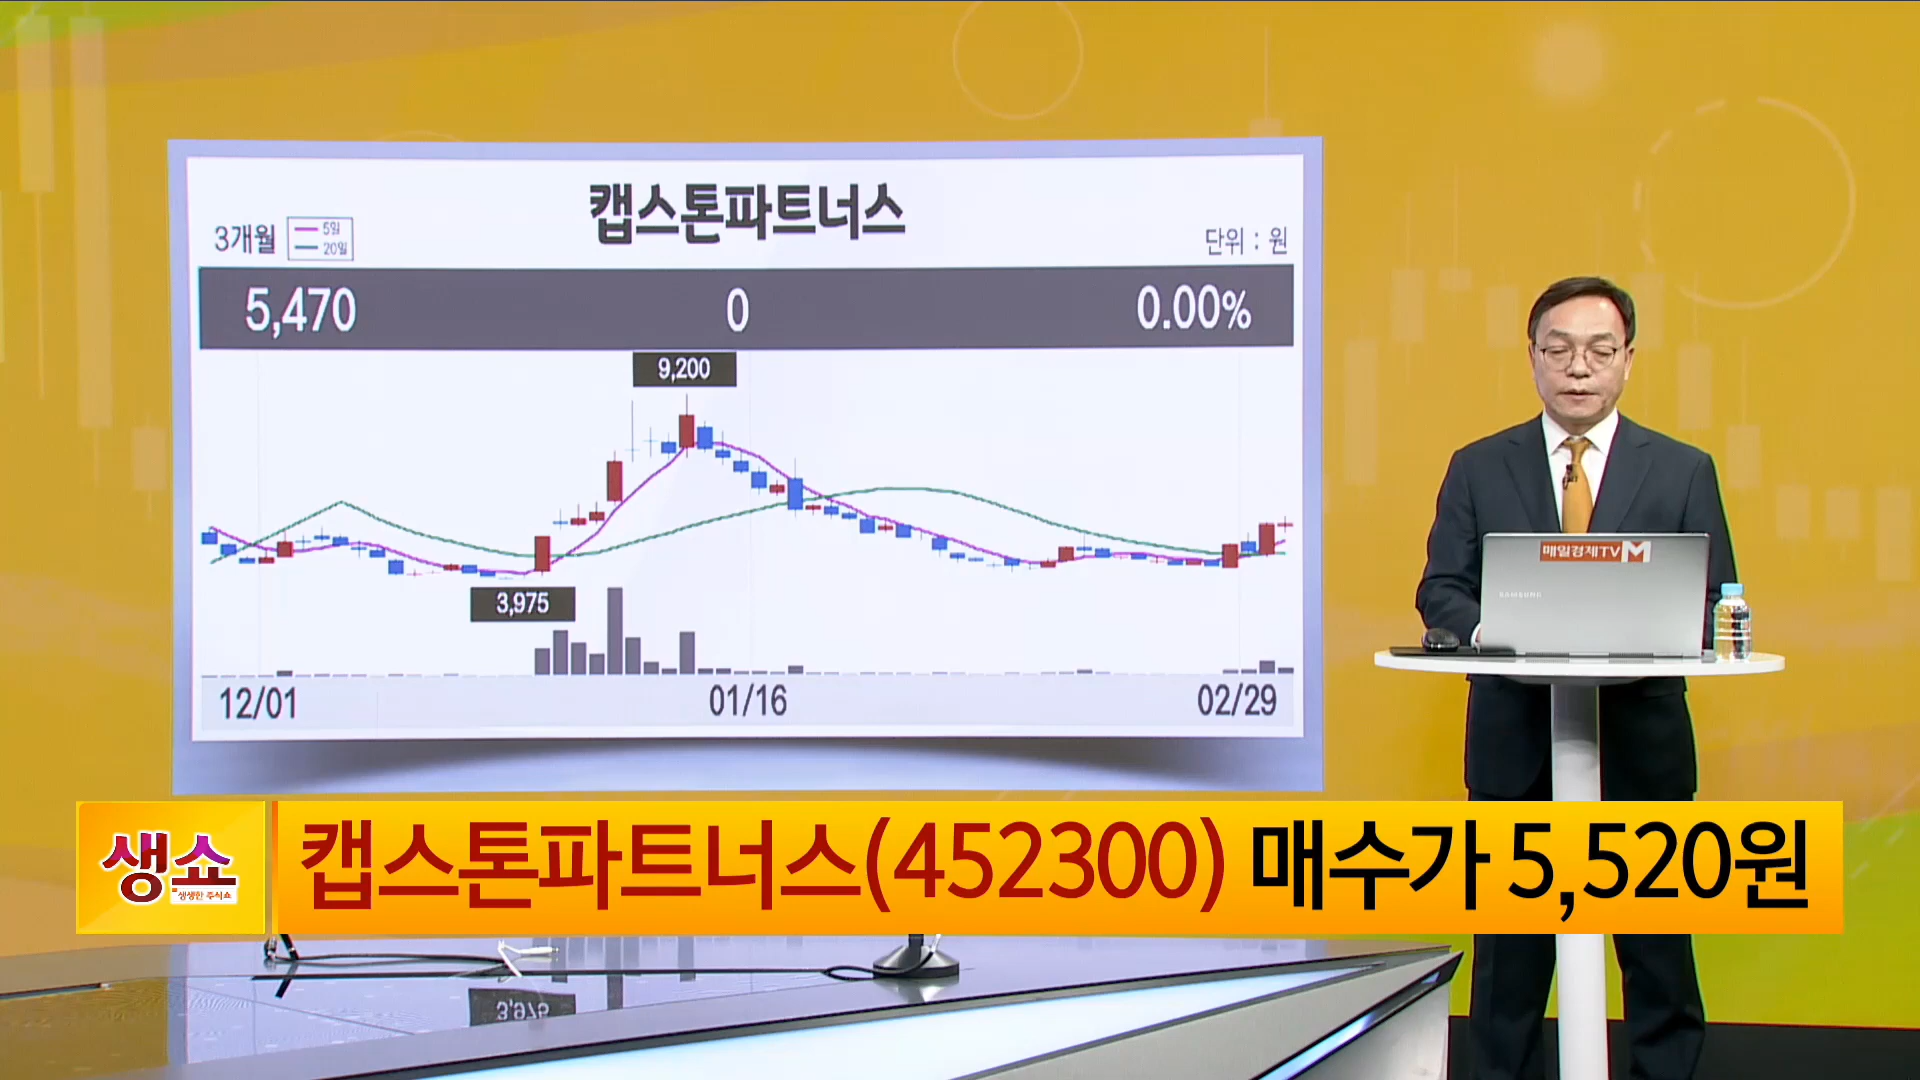 캡스톤파트너스
3개월
5일
20일
단위 : 원
5,470 0 0.00%
9,200
3,975
12/01 01/16 02/29
매일경제TV M
SAMSUNG
생쇼
생생한 주식쇼
캡스톤파트너스(452300) 매수가 5,520원
3,975